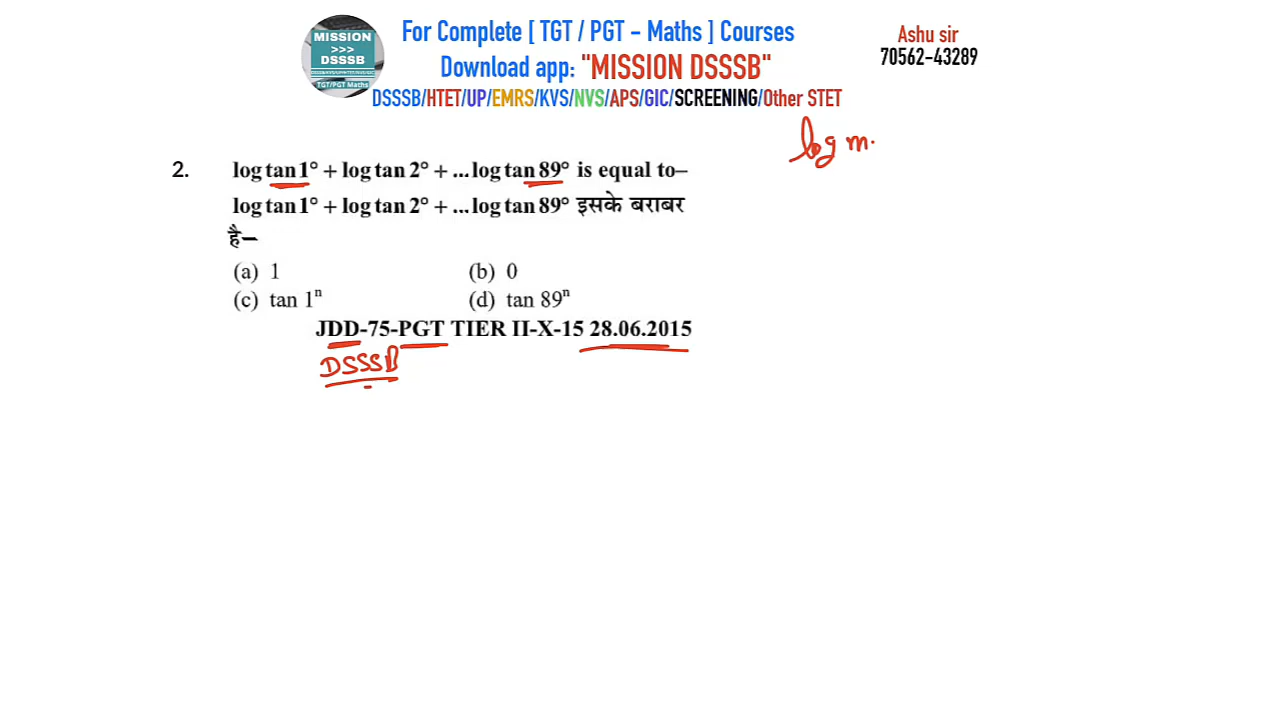 MISSION
>>>
DSSSB
TGT/PGT Maths
For Complete [ TGT / PGT - Maths ] Courses
Download app: "MISSION DSSSB"
DSSSB/HTET/UP/EMRS/KVS/NVS/APS/GIC/SCREENING/Other STET
Ashu sir
70562-43289
log m.
2. log tan 1° + log tan 2° + ... log tan 89° is equal to–
log tan 1° + log tan 2° + ... log tan 89° इसके बराबर
है–
(a) 1 (b) 0
(c) tan 1ⁿ (d) tan 89ⁿ
JDD-75-PGT TIER II-X-15 28.06.2015
DSSSB